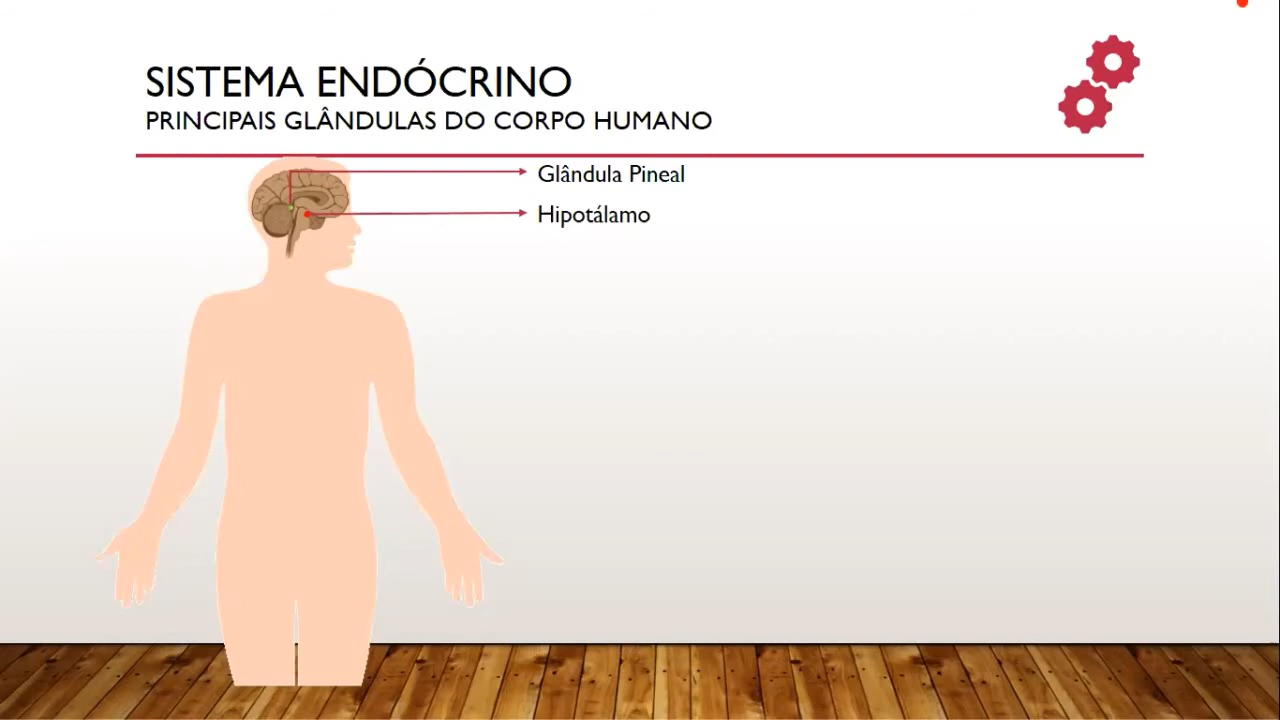 SISTEMA ENDÓCRINO
PRINCIPAIS GLÂNDULAS DO CORPO HUMANO
Glândula Pineal
Hipotálamo